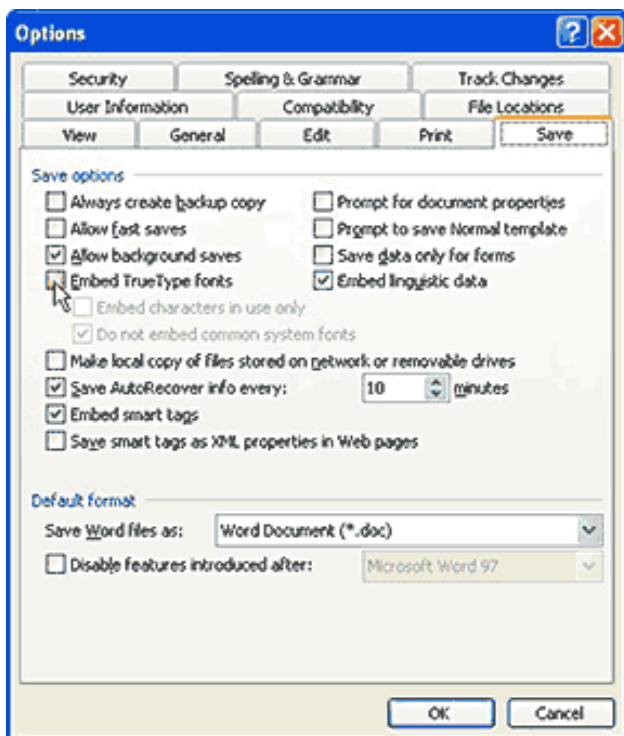 Options
Security Spelling & Grammar Track Changes
User Information Compatibility File Locations
View General Edit Print Save
Save options
Always create backup copy Prompt for document properties
Allow fast saves Prompt to save Normal template
Allow background saves Save data only for forms
Embed TrueType fonts Embed linguistic data
Embed characters in use only
Do not embed common system fonts
Make local copy of files stored on network or removable drives
Save AutoRecover info every: 10 minutes
Embed smart tags
Save smart tags as XML properties in Web pages
Default format
Save Word files as: Word Document (*.doc)
Disable features introduced after: Microsoft Word 97
OK Cancel